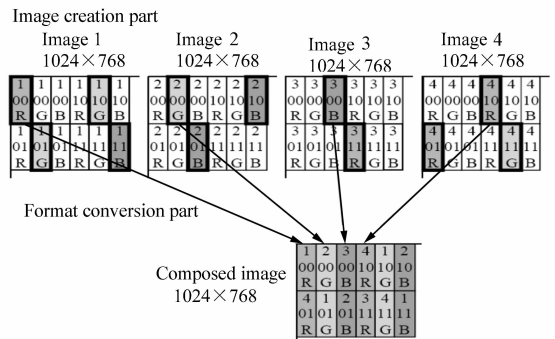 Image creation part
Image 1 Image 2 Image 3 Image 4
1024×768 1024×768 1024×768 1024×768
1 1 1 1 1 1 2 2 2 2 2 2 3 3 3 3 3 3 4 4 4 4 4 4
00 00 00 10 10 10 00 00 00 10 10 10 00 00 00 10 10 10 00 00 00 10 10 10
R G B R G B R G B R G B R G B R G B R G B R G B
1 1 1 1 1 1 2 2 2 2 2 2 3 3 3 3 3 3 4 4 4 4 4 4
01 01 01 11 11 11 01 01 01 11 11 11 01 01 01 11 11 11 01 01 01 11 11 11
R G B R G B R G B R G B R G B R G B R G B R G B
Format conversion part
Composed image
1024×768
1 2 3 4 1 2
00 00 00 10 10 10
R G B R G B
4 1 2 3 4 1
01 01 01 11 11 11
R G B R G B